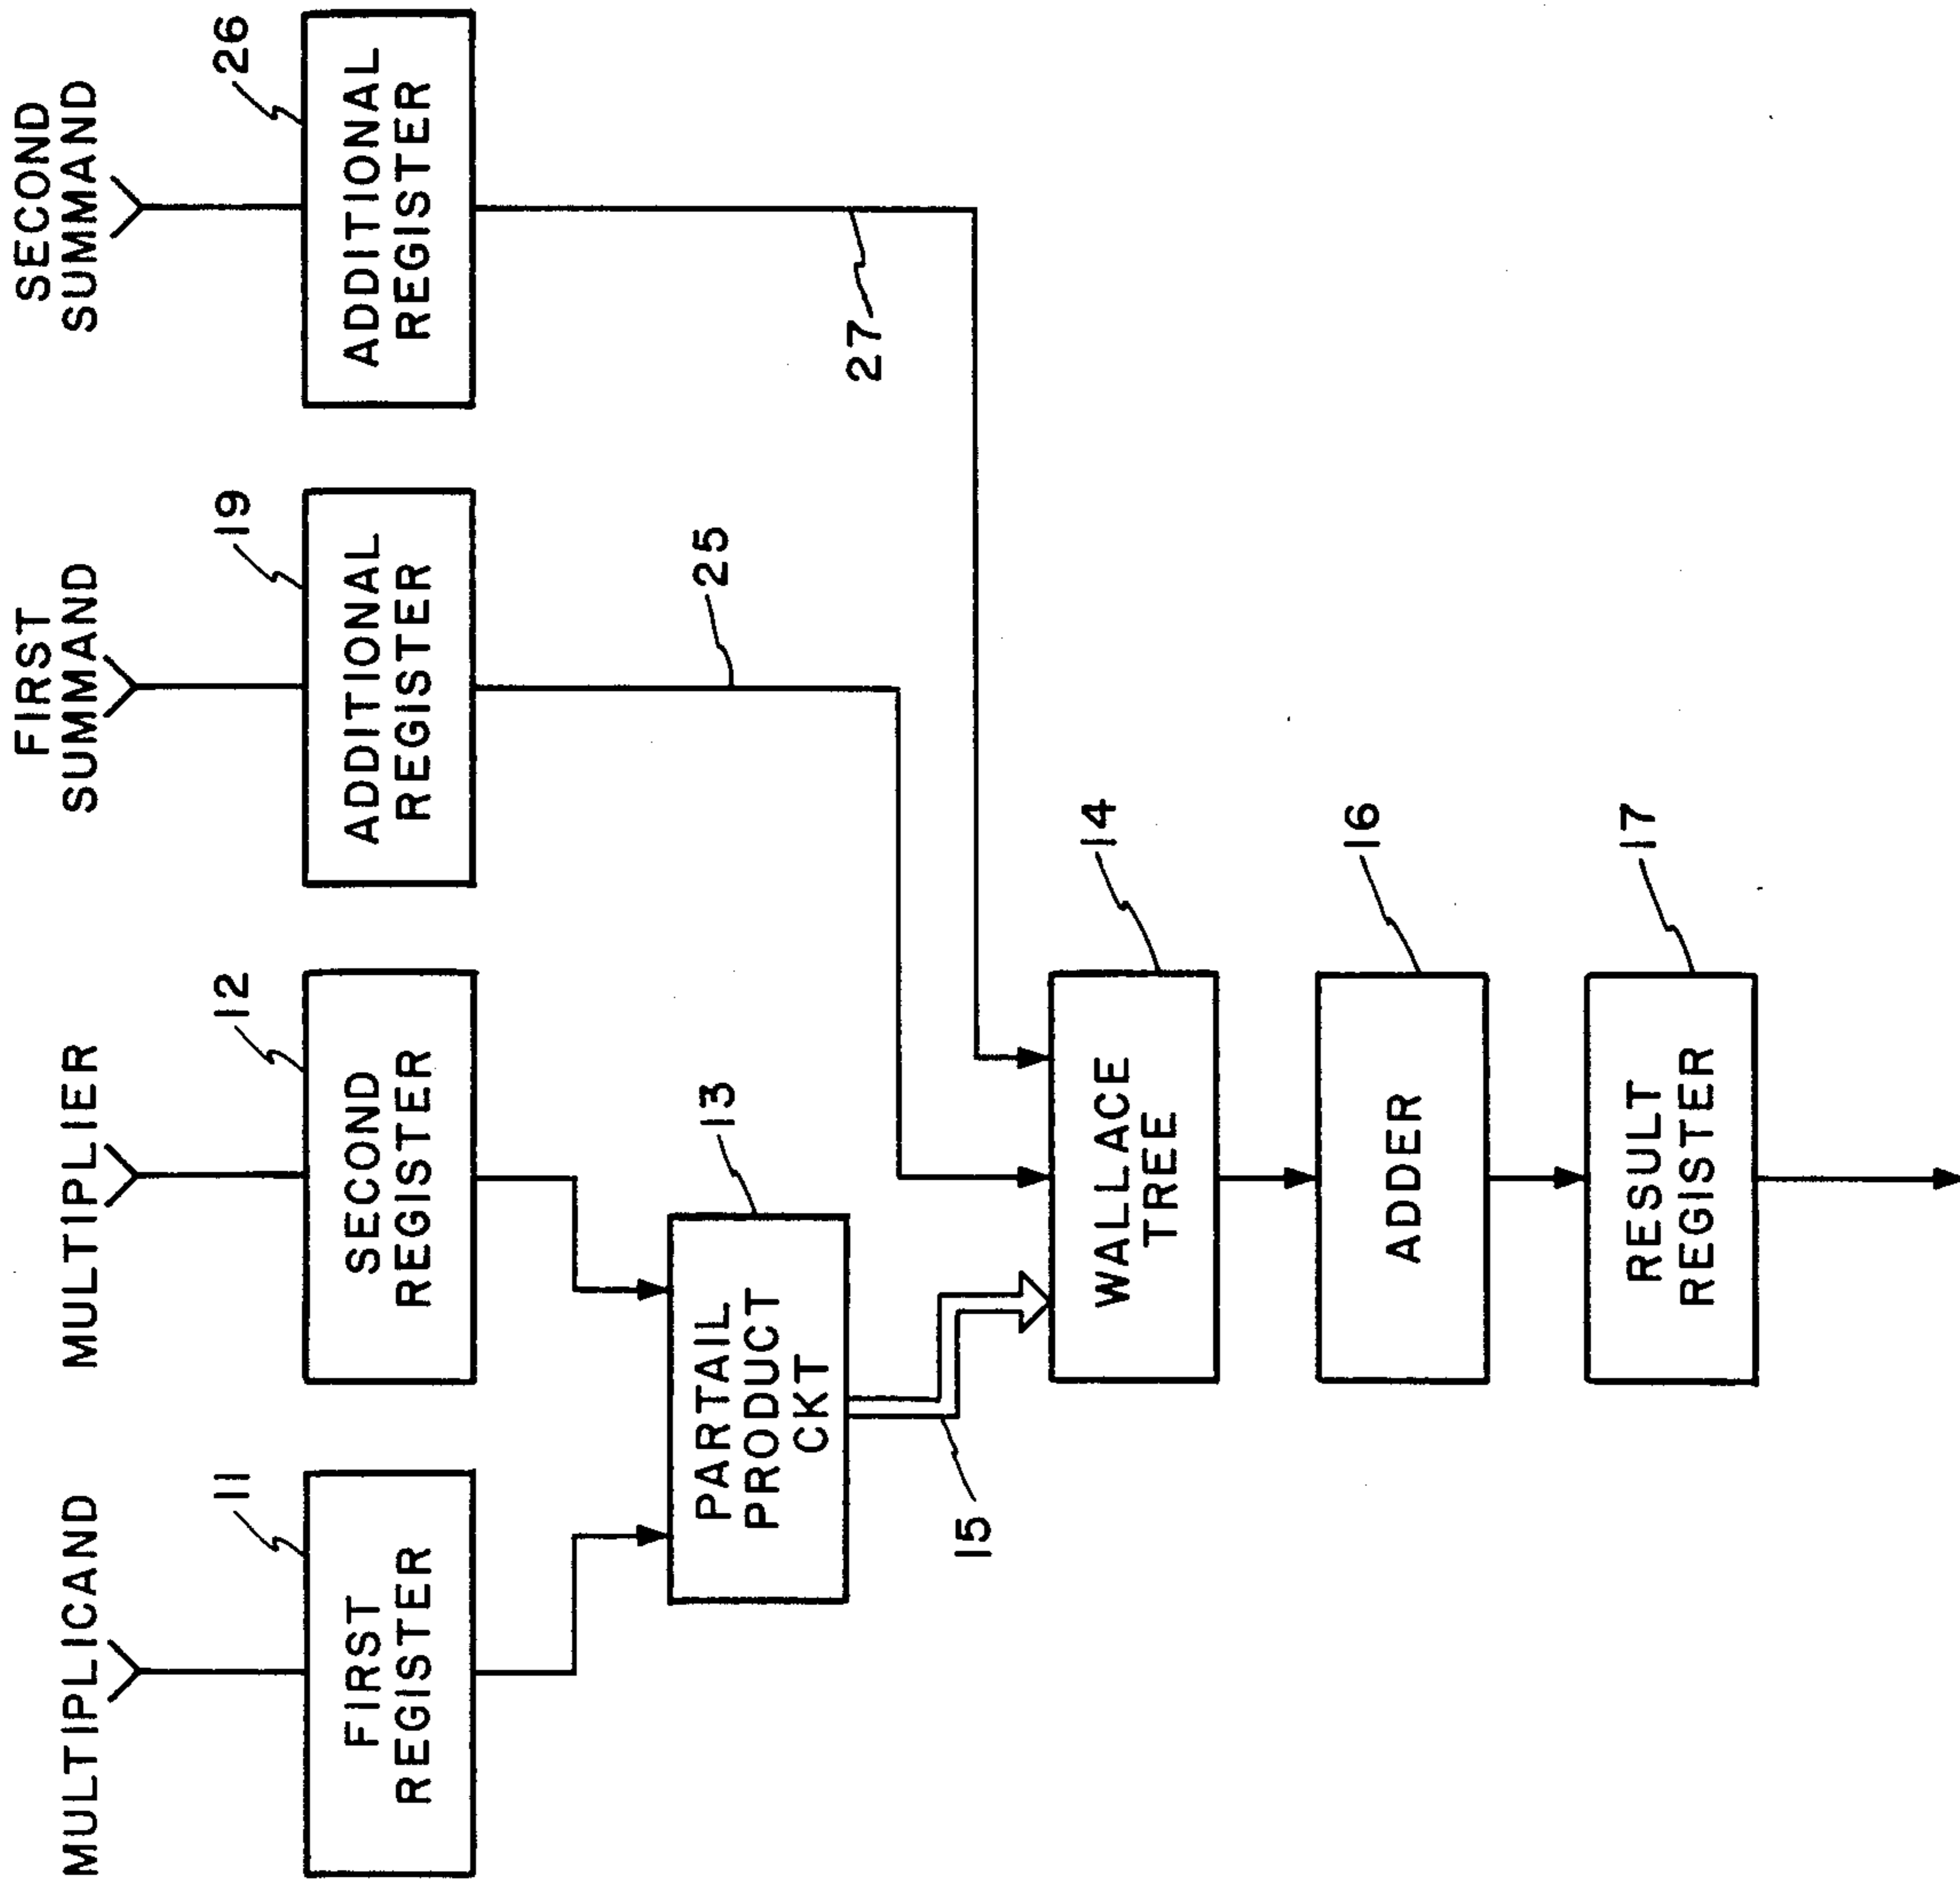 MULTIPLICAND
MULTIPLIER
FIRST
SUMMAND
SECOND
SUMMAND
11
12
19
26
FIRST
REGISTER
SECOND
REGISTER
ADDITIONAL
REGISTER
ADDITIONAL
REGISTER
13
25
27
PARTAIL
PRODUCT
CKT
15
14
WALLACE
TREE
16
ADDER
17
RESULT
REGISTER